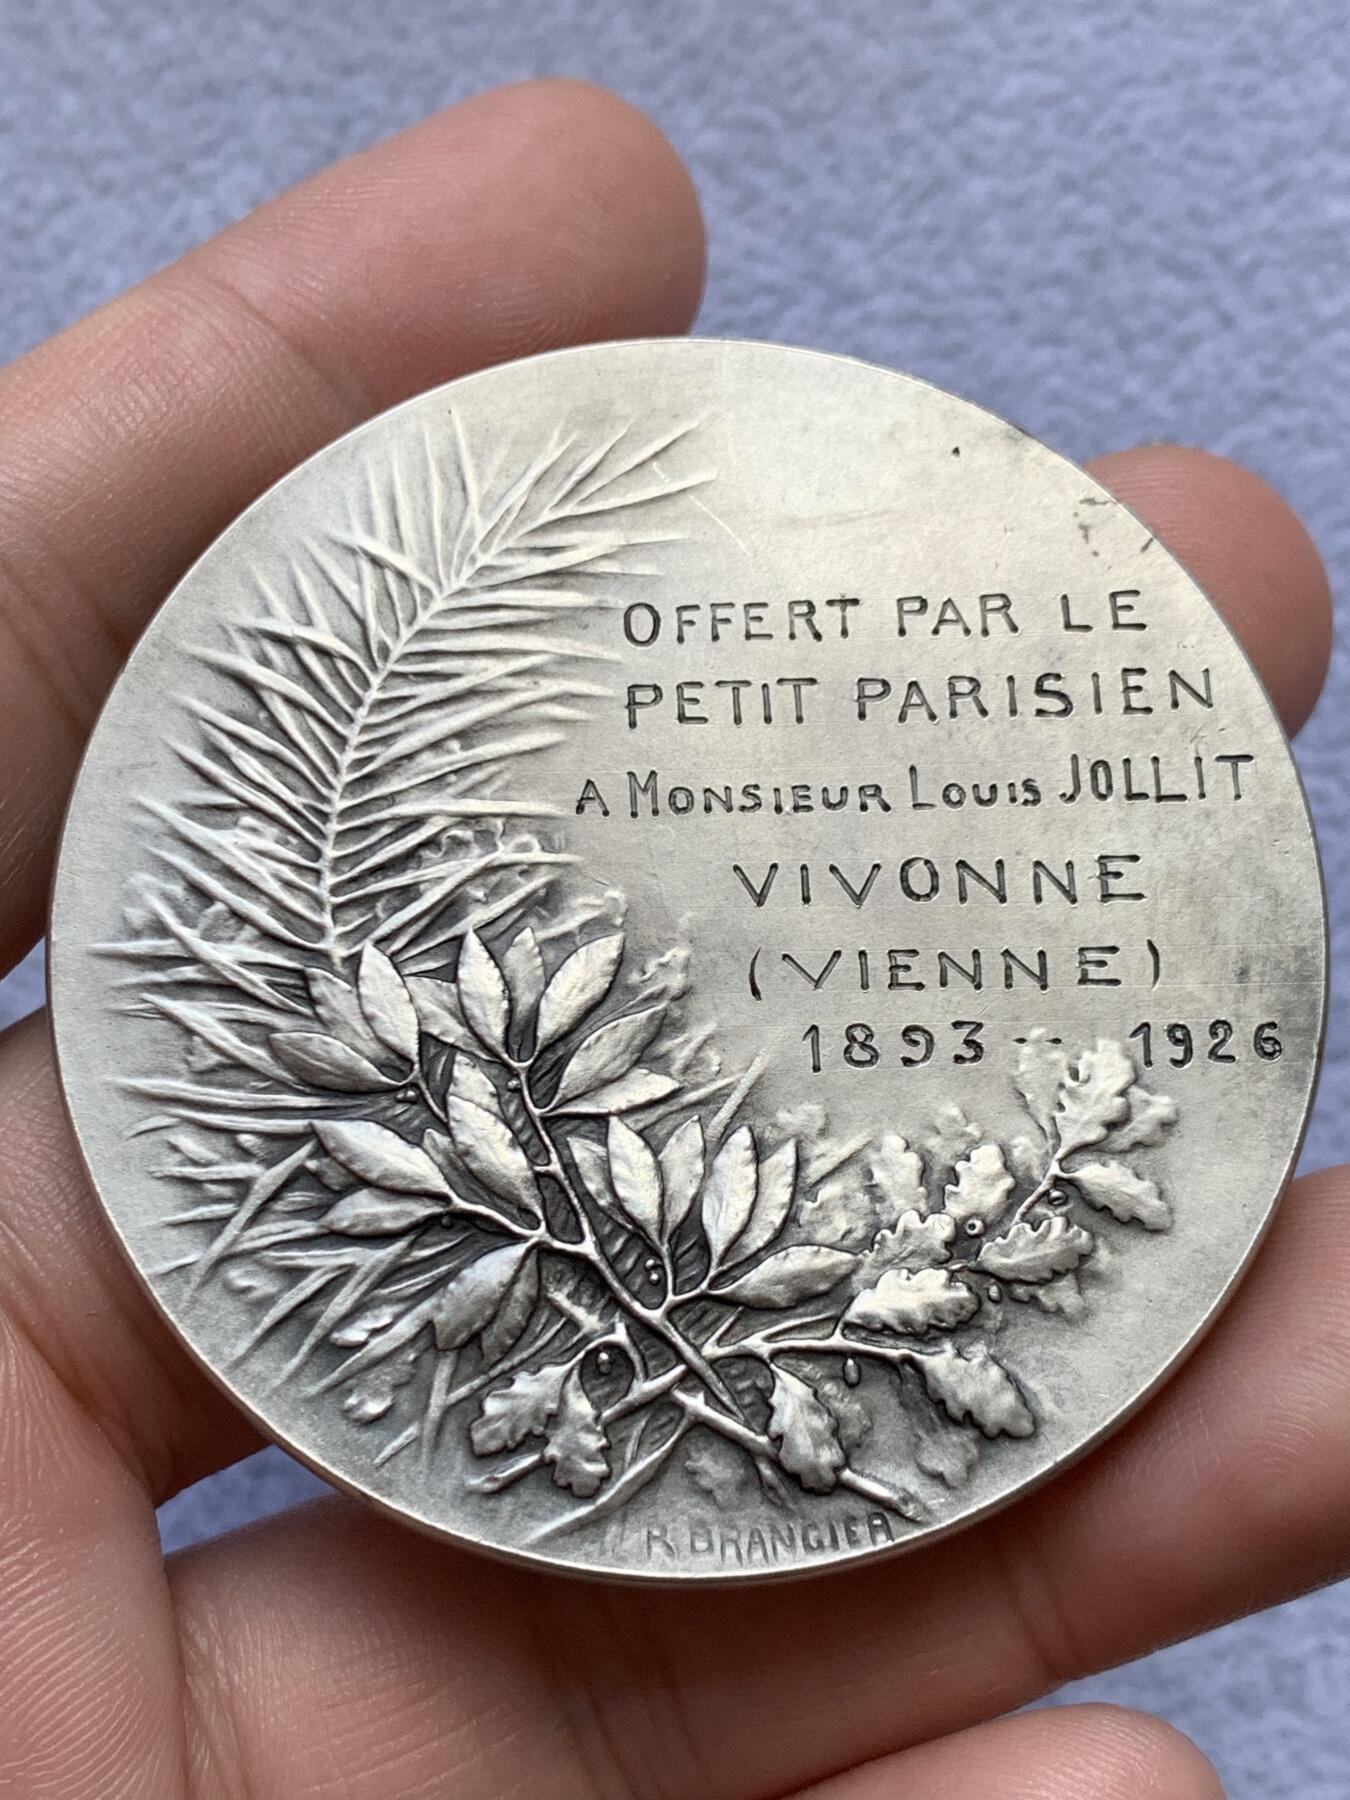 OFFERT PAR LE
PETIT PARISIEN
A MONSIEUR LOUIS JOLLIT
VIVONNE
(VIENNE)
1893 -- 1926
R BRANGIER